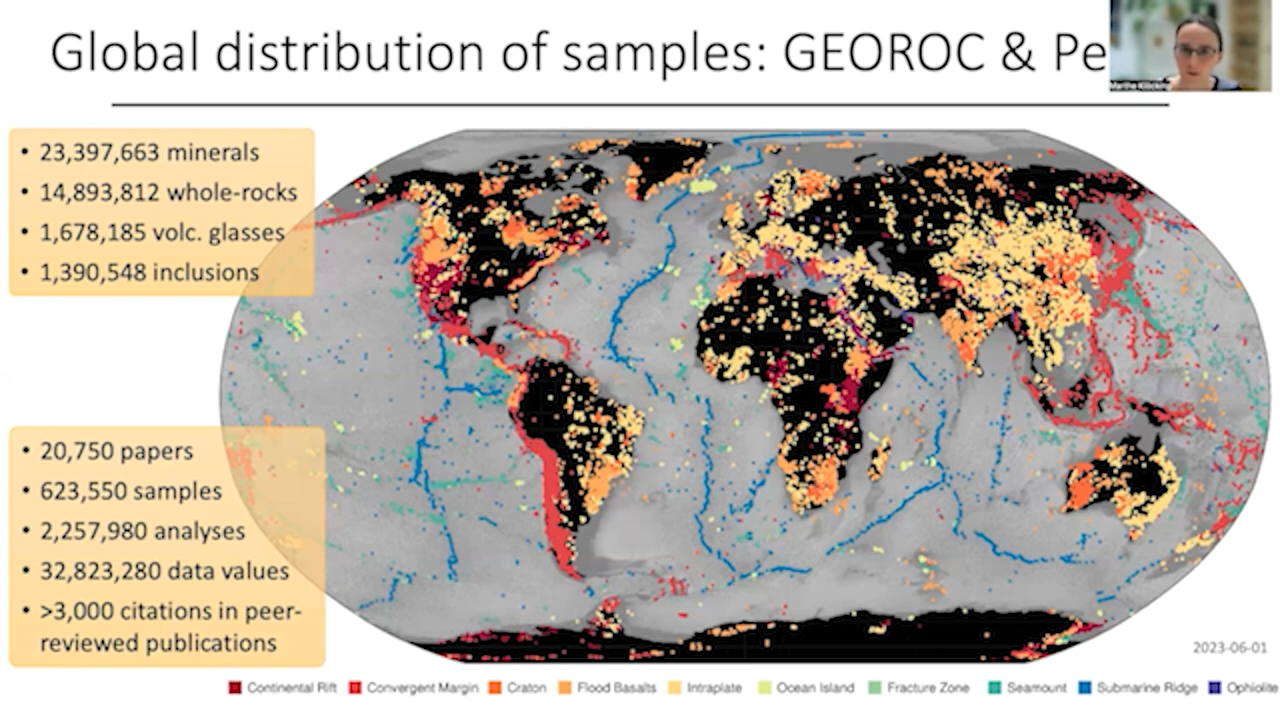 Global distribution of samples: GEOROC & Pe
Marthe Klöcking
• 23,397,663 minerals
• 14,893,812 whole-rocks
• 1,678,185 volc. glasses
• 1,390,548 inclusions
• 20,750 papers
• 623,550 samples
• 2,257,980 analyses
• 32,823,280 data values
• >3,000 citations in peer-
reviewed publications
2023-06-01
Continental Rift Convergent Margin Craton Flood Basalts Intraplate Ocean Island Fracture Zone Seamount Submarine Ridge Ophiolite